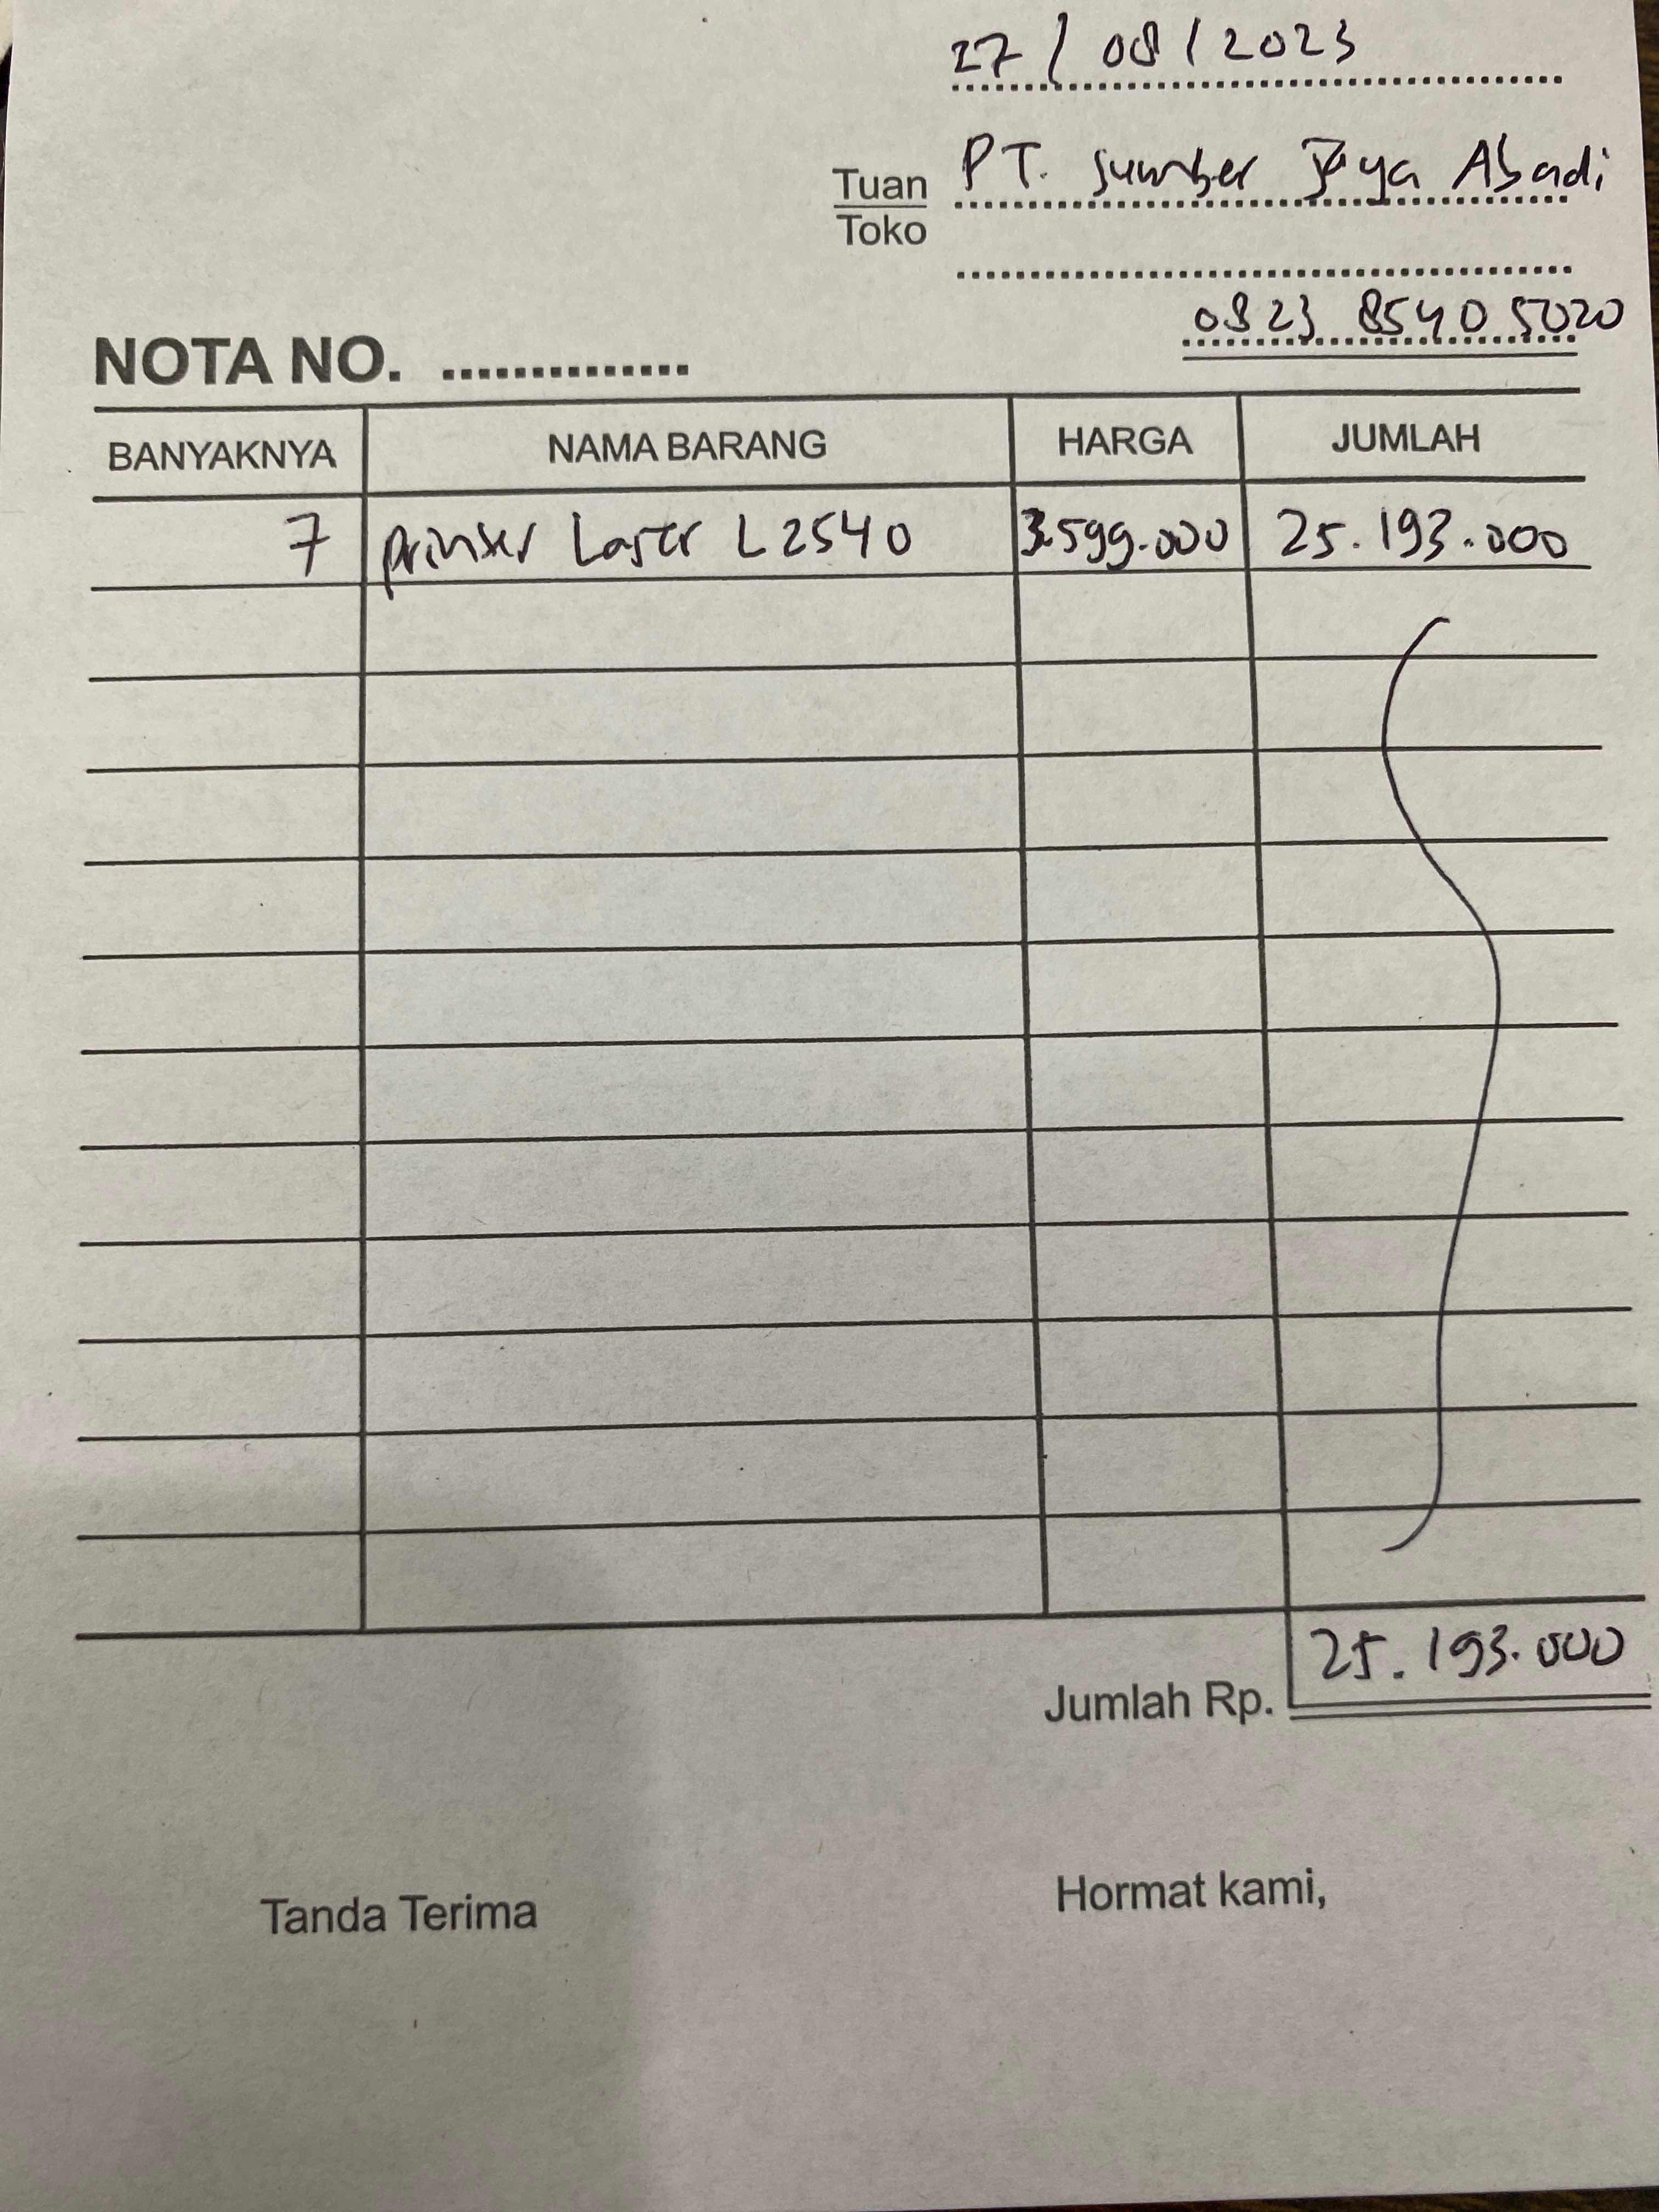 27 / 08 / 2023
Tuan PT. Sumber Jaya Abadi
Toko
0823 8540 5020
NOTA NO. ..............
BANYAKNYA NAMA BARANG HARGA JUMLAH
7 printer Laser L2540 3.599.000 25.193.000
25.193.000
Jumlah Rp.
Tanda Terima Hormat kami,